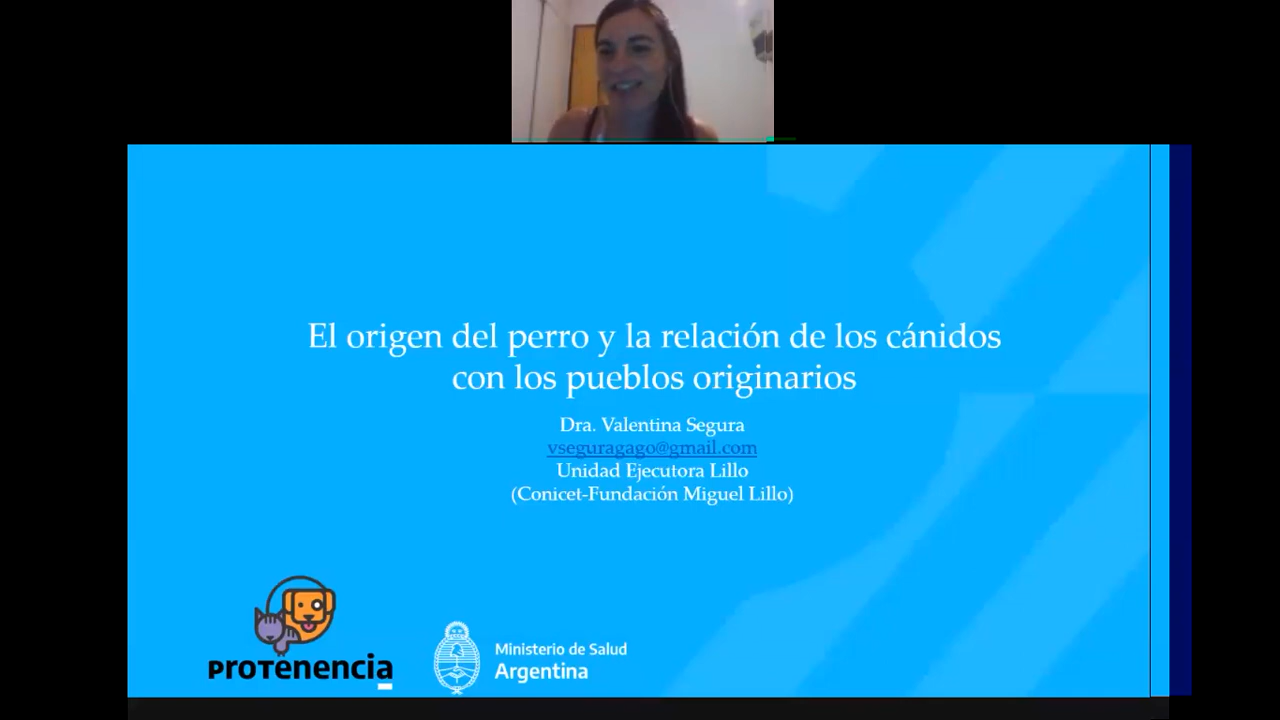 El origen del perro y la relación de los cánidos
con los pueblos originarios
Dra. Valentina Segura
vseguragago@gmail.com
Unidad Ejecutora Lillo
(Conicet-Fundación Miguel Lillo)
PROTenencia
Ministerio de Salud
Argentina